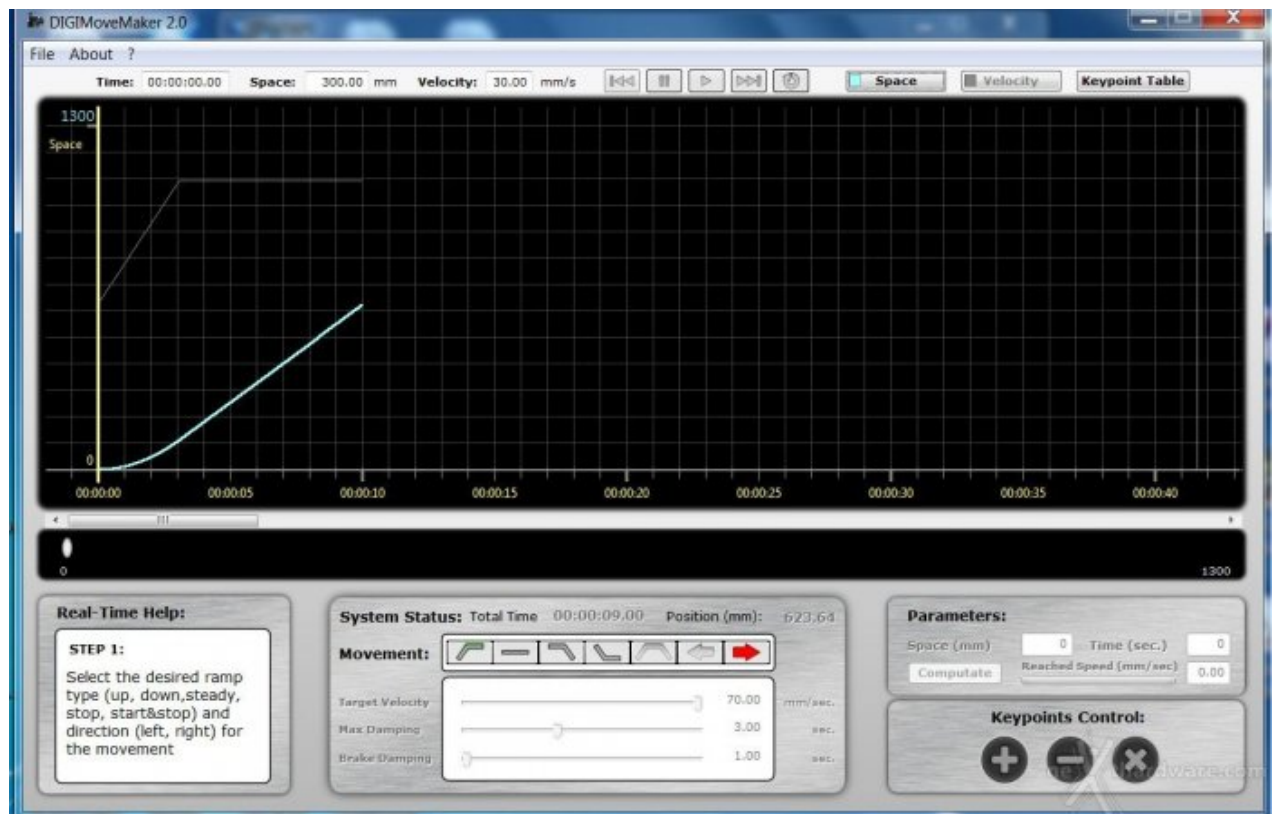 DIGIMoveMaker 2.0
File About ?
Time: 00:00:00.00 Space: 300.00 mm Velocity: 30.00 mm/s Space Velocity Keypoint Table
1300
Space
0
00:00:00 00:00:05 00:00:10 00:00:15 00:00:20 00:00:25 00:00:30 00:00:35 00:00:40
0 1300
Real-Time Help:
STEP 1:
Select the desired ramp
type (up, down,steady,
stop, start&stop) and
direction (left, right) for
the movement
System Status: Total Time 00:00:09.00 Position (mm): 623.64
Movement:
Target Velocity 70.00 mm/sec.
Max Damping 3.00 sec.
Brake Damping 1.00 sec.
Parameters:
Space (mm) 0 Time (sec.) 0
Computate Reached Speed (mm/sec) 0.00
Keypoints Control: